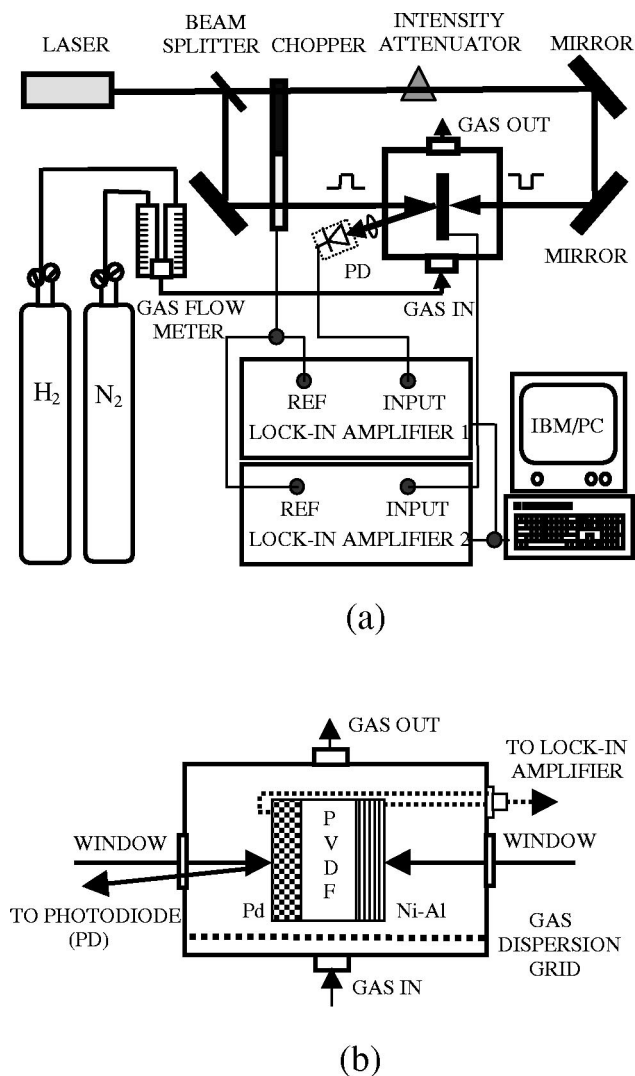 LASER
BEAM
SPLITTER
CHOPPER
INTENSITY
ATTENUATOR
MIRROR
GAS OUT
PD
MIRROR
GAS FLOW
METER
GAS IN
H2
N2
REF
INPUT
LOCK-IN AMPLIFIER 1
IBM/PC
REF
INPUT
LOCK-IN AMPLIFIER 2
(a)
GAS OUT
TO LOCK-IN
AMPLIFIER
WINDOW
P
V
D
F
WINDOW
TO PHOTODIODE
(PD)
Pd
Ni-Al
GAS
DISPERSION
GRID
GAS IN
(b)